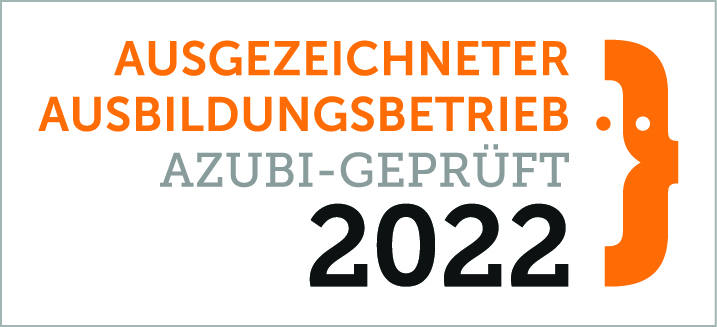 AUSGEZEICHNETER
AUSBILDUNGSBETRIEB
AZUBI-GEPRÜFT
2022